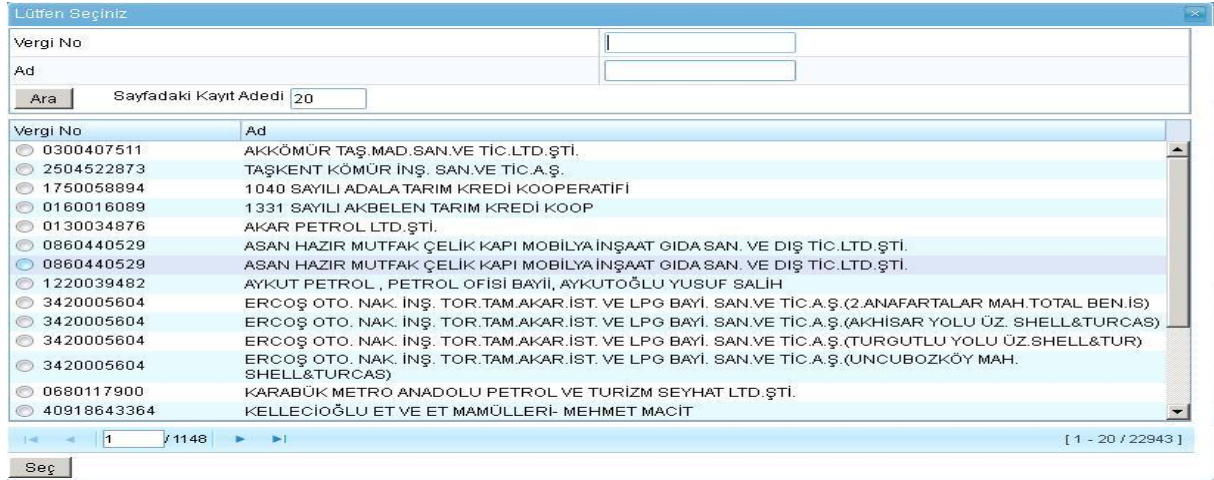 Lütfen Seçiniz
Vergi No
Ad
Ara Sayfadaki Kayıt Adedi 20
Vergi No Ad
0300407511 AKKÖMÜR TAŞ.MAD.SAN.VE TİC.LTD.ŞTİ.
2504522873 TAŞKENT KÖMÜR İNŞ. SAN.VE TİC.A.Ş.
1750058894 1040 SAYILI ADALA TARIM KREDİ KOOPERATİFİ
0160016089 1331 SAYILI AKBELEN TARIM KREDİ KOOP
0130034876 AKAR PETROL LTD.ŞTİ.
0860440529 ASAN HAZIR MUTFAK ÇELİK KAPI MOBİLYA İNŞAAT GIDA SAN. VE DIŞ TİC.LTD.ŞTİ.
0860440529 ASAN HAZIR MUTFAK ÇELİK KAPI MOBİLYA İNŞAAT GIDA SAN. VE DIŞ TİC.LTD.ŞTİ.
1220039482 AYKUT PETROL , PETROL OFİSİ BAYİİ, AYKUTOĞLU YUSUF SALİH
3420005604 ERCOŞ OTO. NAK. İNŞ. TOR.TAM.AKAR.İST. VE LPG BAYİ. SAN.VE TİC.A.Ş.(2.ANAFARTALAR MAH.TOTAL BEN.İS)
3420005604 ERCOŞ OTO. NAK. İNŞ. TOR.TAM.AKAR.İST. VE LPG BAYİ. SAN.VE TİC.A.Ş.(AKHİSAR YOLU ÜZ. SHELL&TURCAS)
3420005604 ERCOŞ OTO. NAK. İNŞ. TOR.TAM.AKAR.İST. VE LPG BAYİ. SAN.VE TİC.A.Ş.(TURGUTLU YOLU ÜZ.SHELL&TUR)
3420005604 ERCOŞ OTO. NAK. İNŞ. TOR.TAM.AKAR.İST. VE LPG BAYİ. SAN.VE TİC.A.Ş.(UNCUBOZKÖY MAH.
SHELL&TURCAS)
0680117900 KARABÜK METRO ANADOLU PETROL VE TURİZM SEYHAT LTD.ŞTİ.
40918643364 KELLECİOĞLU ET VE ET MAMÜLLERİ- MEHMET MACİT
1 / 1148 [ 1 - 20 / 22943 ]
Seç